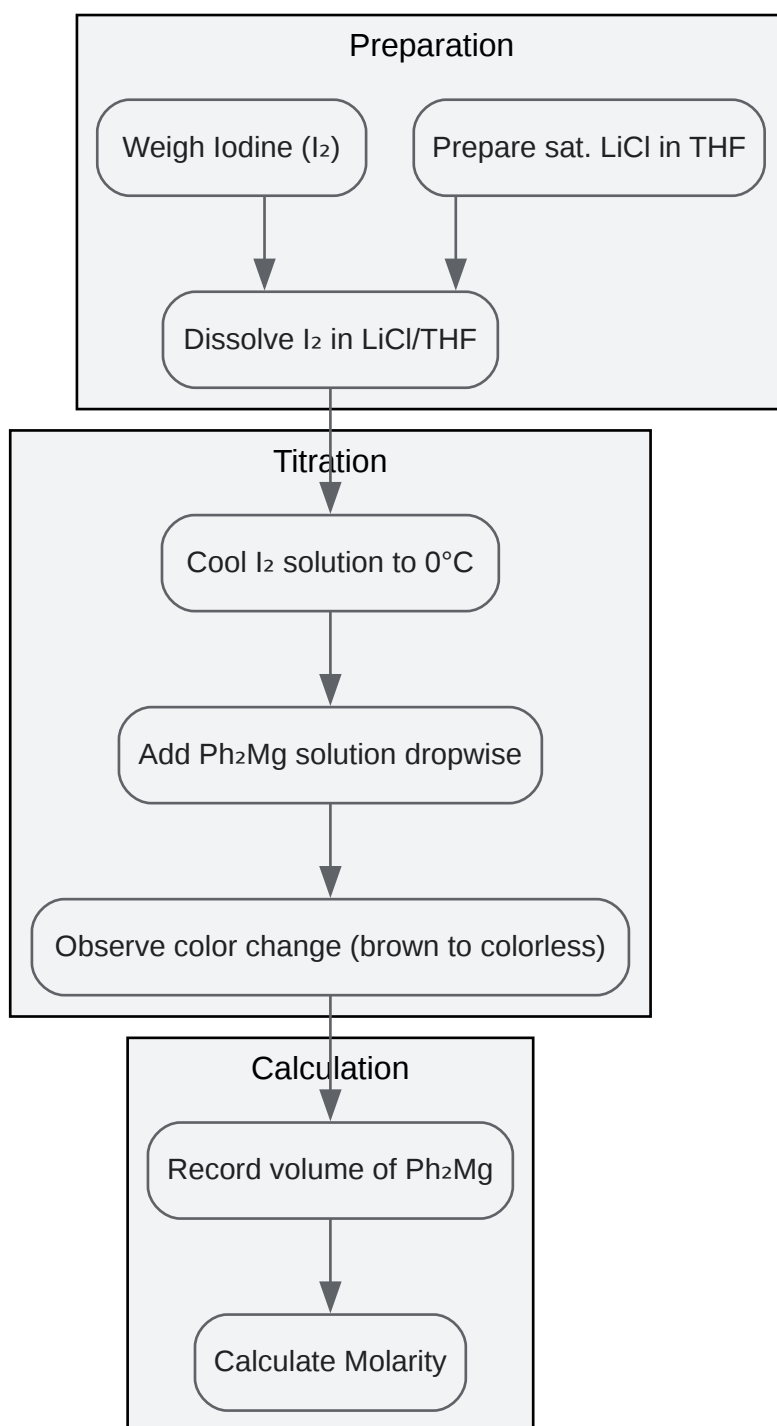 Preparation
Weigh Iodine (I₂)
Prepare sat. LiCl in THF
Dissolve I₂ in LiCl/THF
Titration
Cool I₂ solution to 0°C
Add Ph₂Mg solution dropwise
Observe color change (brown to colorless)
Calculation
Record volume of Ph₂Mg
Calculate Molarity